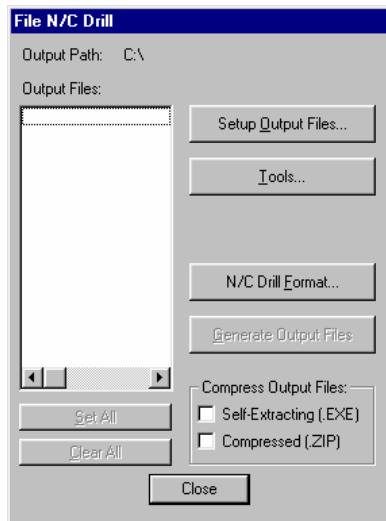 File N/C Drill
Output Path: C:\
Output Files:
Setup Output Files...
Tools...
N/C Drill Format...
Generate Output Files
Compress Output Files:
Self-Extracting (.EXE)
Compressed (.ZIP)
Set All
Clear All
Close